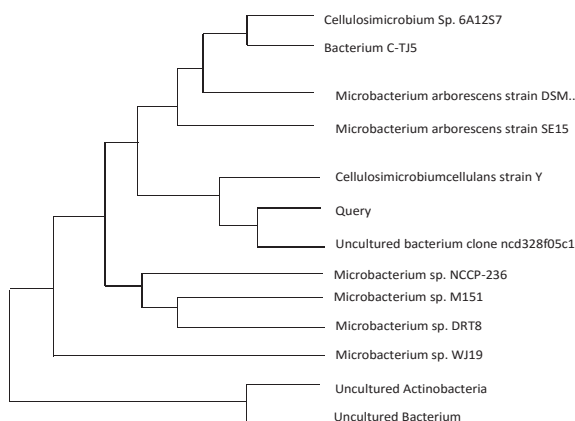 Cellulosimicrobium Sp. 6A12S7
Bacterium C-TJ5
Microbacterium arborescens strain DSM..
Microbacterium arborescens strain SE15
Cellulosimicrobiumcellulans strain Y
Query
Uncultured bacterium clone ncd328f05c1
Microbacterium sp. NCCP-236
Microbacterium sp. M151
Microbacterium sp. DRT8
Microbacterium sp. WJ19
Uncultured Actinobacteria
Uncultured Bacterium